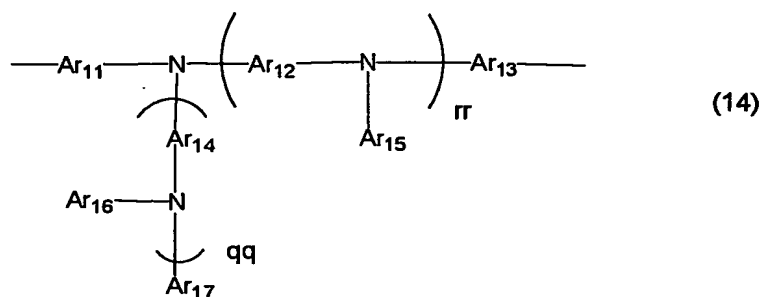 Ar₁₁ N Ar₁₂ N Ar₁₃
rr
(14)
Ar₁₄ Ar₁₅
Ar₁₆ N
qq
Ar₁₇